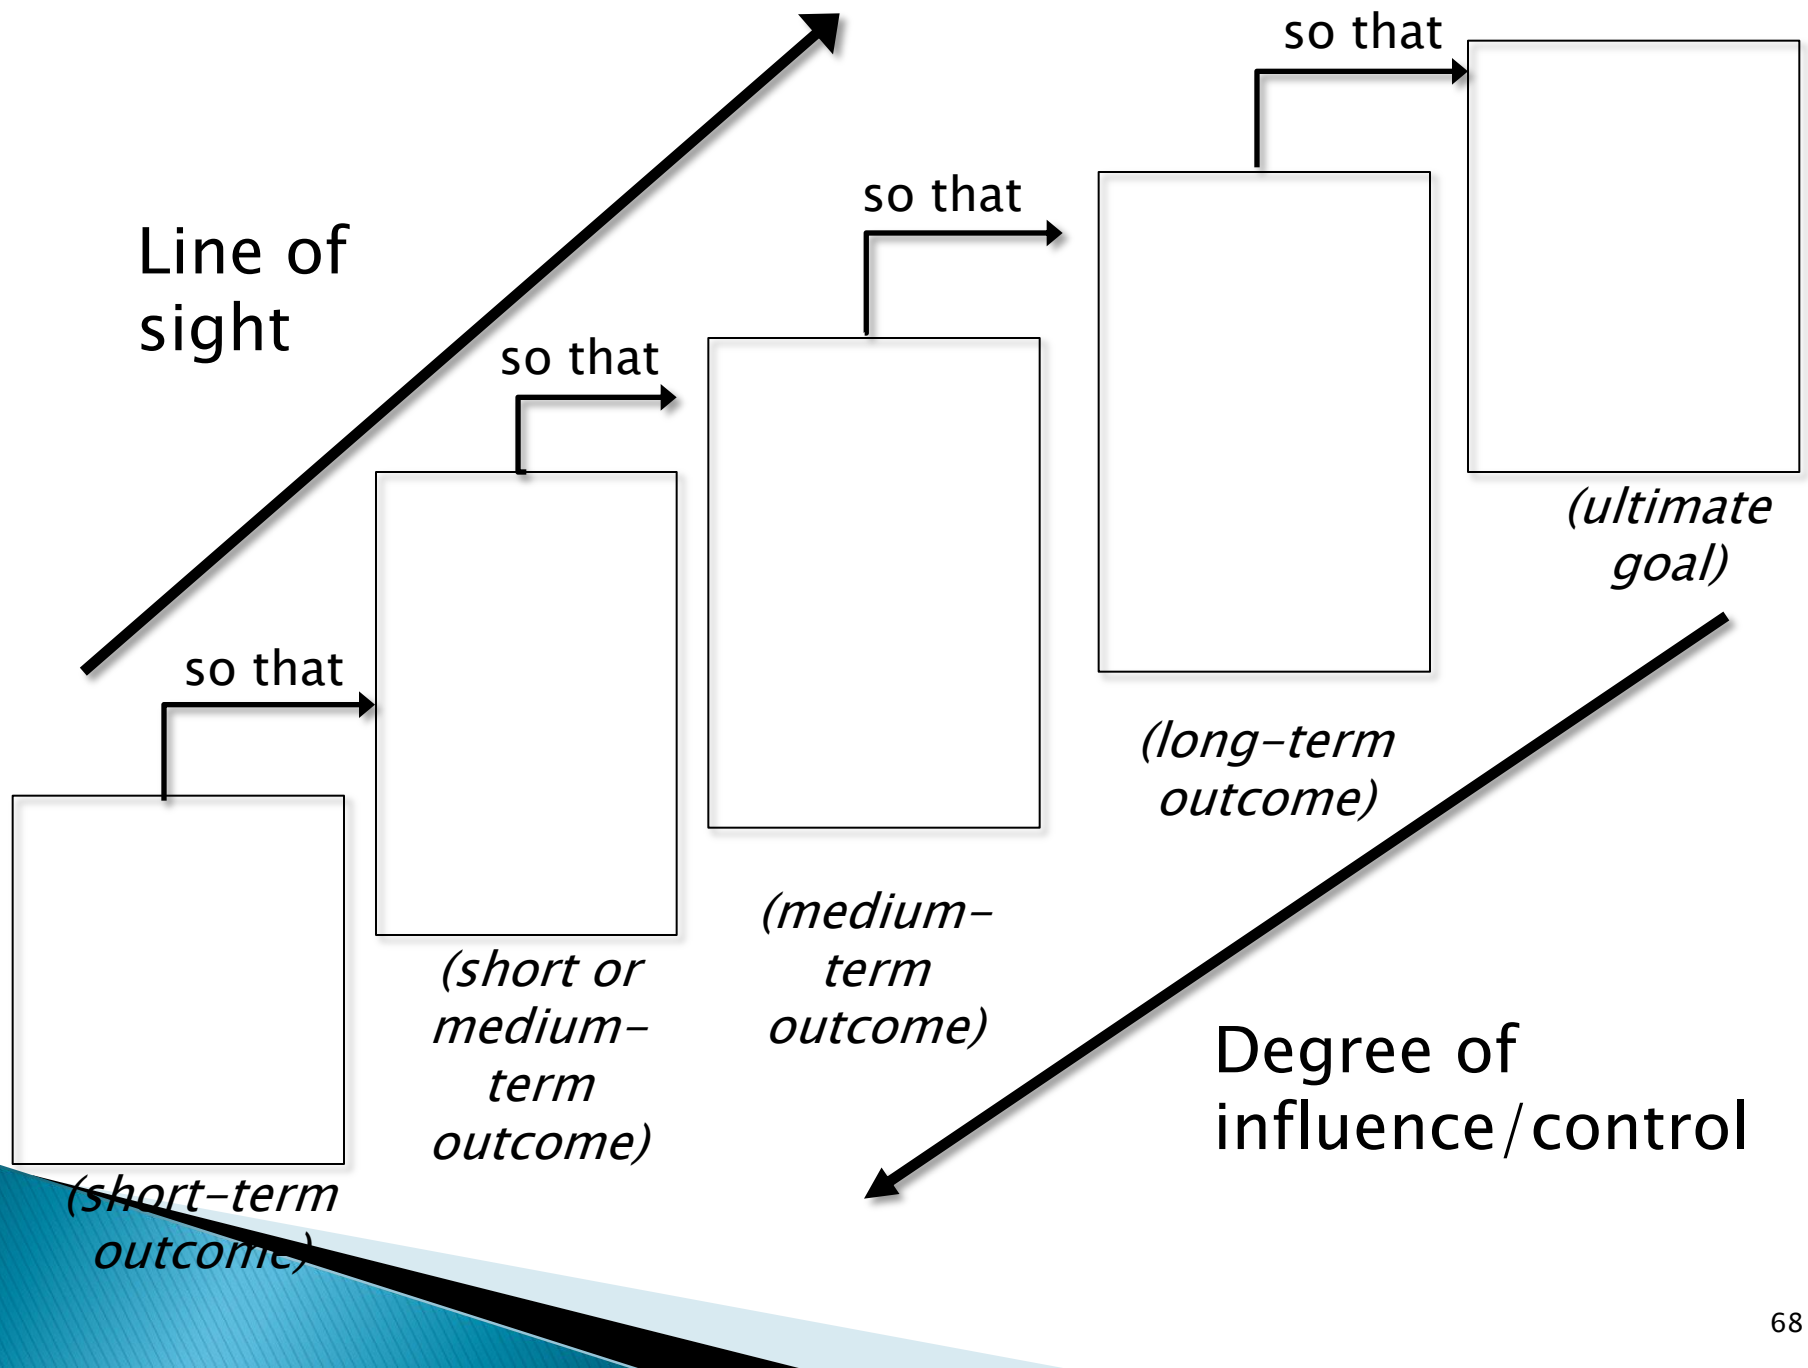 so that
so that
Line of
sight
so that
(ultimate
goal)
so that
(long-term
outcome)
(medium-
term
outcome)
(short or
medium-
term
outcome)
Degree of
influence/control
(short-term
outcome)
68